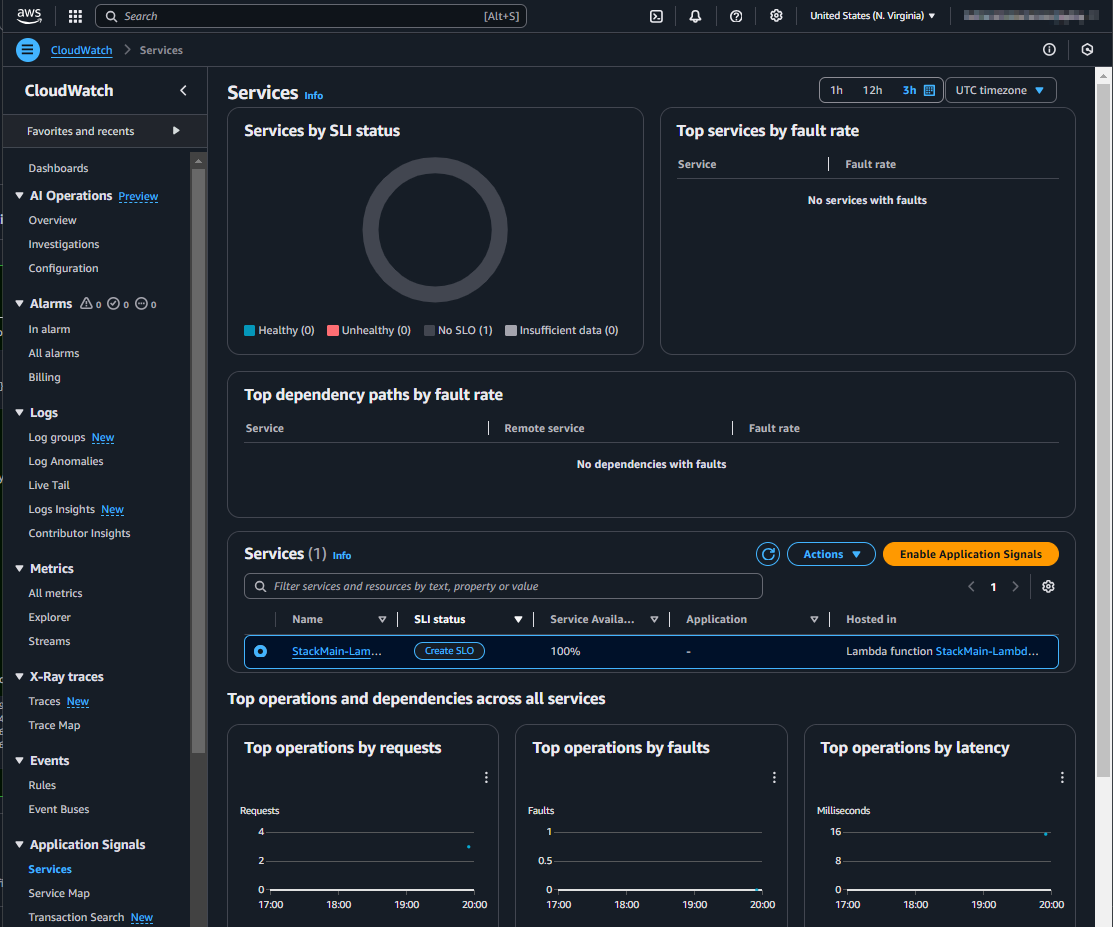 aws
Search [Alt+S]
United States (N. Virginia)
CloudWatch Services
CloudWatch
Favorites and recents
Dashboards
AI Operations Preview
Overview
Investigations
Configuration
Alarms 0 0 0
In alarm
All alarms
Billing
Logs
Log groups New
Log Anomalies
Live Tail
Logs Insights New
Contributor Insights
Metrics
All metrics
Explorer
Streams
X-Ray traces
Traces New
Trace Map
Events
Rules
Event Buses
Application Signals
Services
Service Map
Transaction Search New
Services Info
1h 12h 3h UTC timezone
Services by SLI status
Healthy (0) Unhealthy (0) No SLO (1) Insufficient data (0)
Top services by fault rate
Service Fault rate
No services with faults
Top dependency paths by fault rate
Service Remote service Fault rate
No dependencies with faults
Services (1) Info
Actions Enable Application Signals
Filter services and resources by text, property or value
1
Name SLI status Service Availa... Application Hosted in
StackMain-Lam... Create SLO 100% - Lambda function StackMain-Lambd...
Top operations and dependencies across all services
Top operations by requests
Requests
4
2
0
17:00 18:00 19:00 20:00
Top operations by faults
Faults
1
0.5
0
17:00 18:00 19:00 20:00
Top operations by latency
Milliseconds
16
8
0
17:00 18:00 19:00 20:00